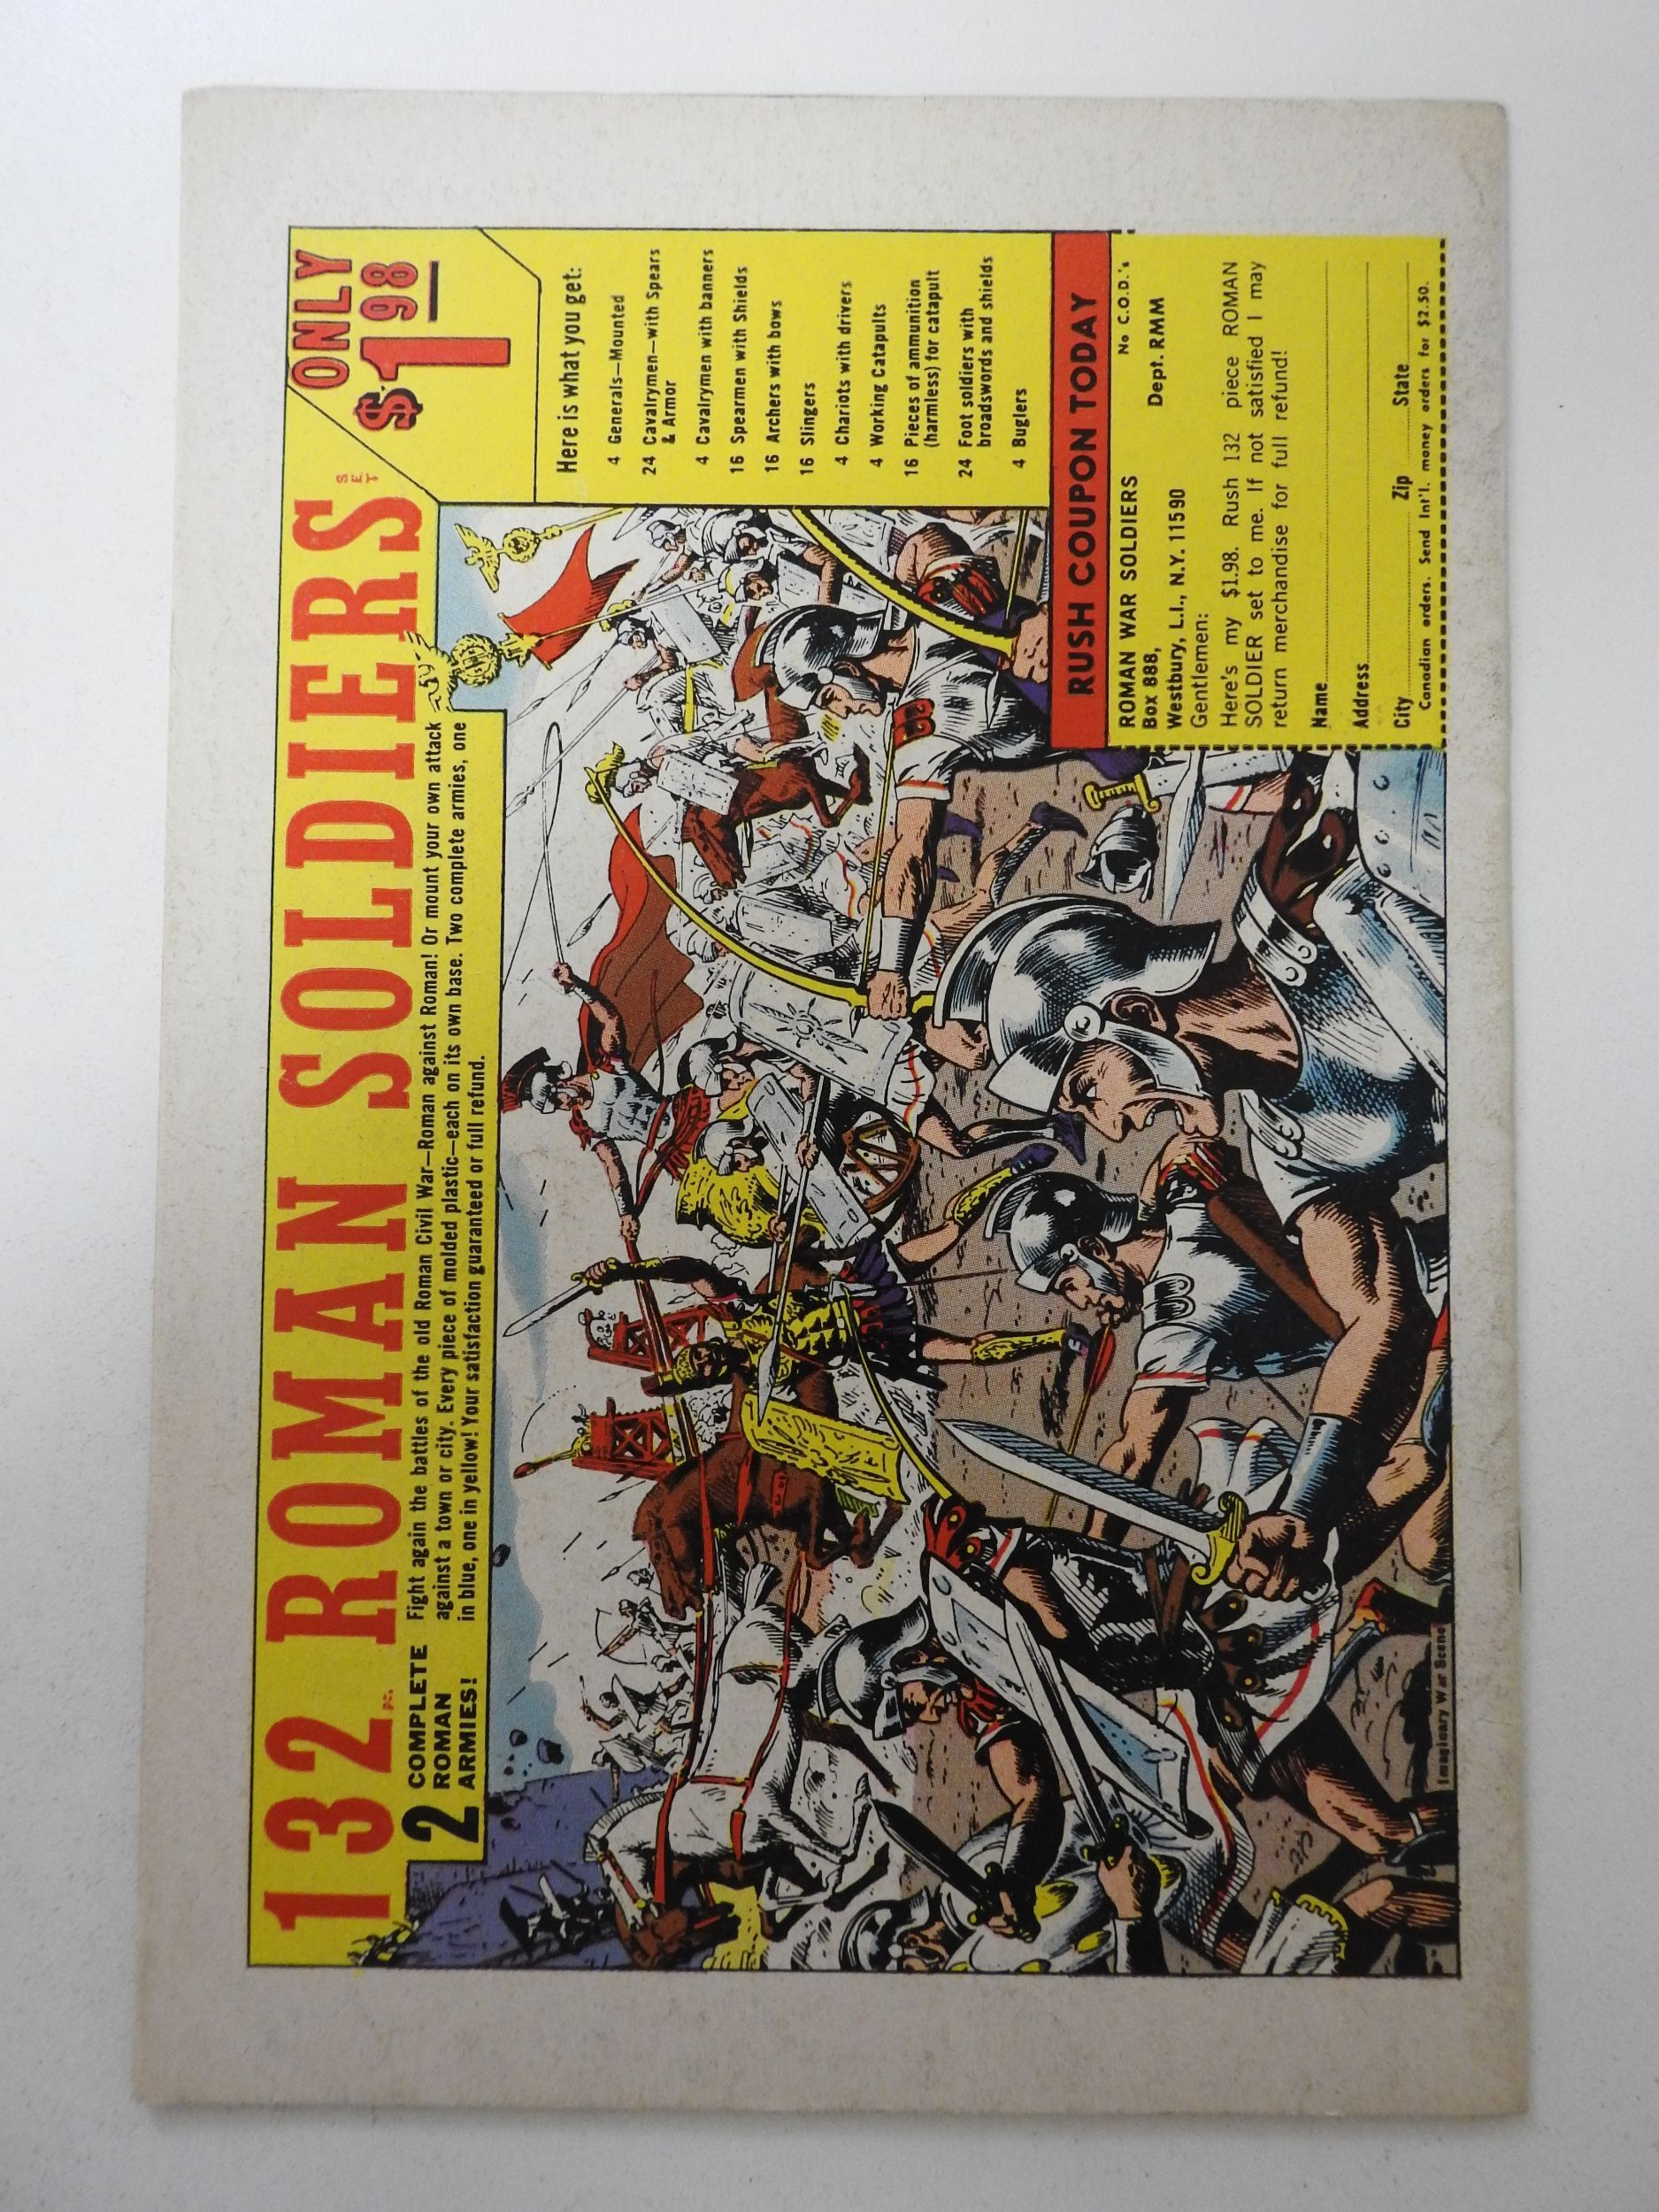 132 Pc. ROMAN SOLDIERS SET
ONLY
$1.98
2 COMPLETE
ROMAN
ARMIES!
Fight again the battles of the old Roman Civil War—Roman against Roman! Or mount your own attack
against a town or city. Every piece of molded plastic—each on its own base. Two complete armies, one
in blue, one in yellow! Your satisfaction guaranteed or full refund.
Here is what you get:
4 Generals—Mounted
24 Cavalrymen—with Spears
& Armor
4 Cavalrymen with banners
16 Spearmen with Shields
16 Archers with bows
16 Slingers
4 Chariots with drivers
4 Working Catapults
16 Pieces of ammunition
(harmless) for catapult
24 Foot soldiers with
broadswords and shields
4 Buglers
RUSH COUPON TODAY
ROMAN WAR SOLDIERS No C.O.D.'s
Box 888, Dept. RMM
Westbury, L.I., N.Y. 11590
Gentlemen:
Here's my $1.98. Rush 132 piece ROMAN
SOLDIER set to me. If not satisfied I may
return merchandise for full refund!
Name
Address
City Zip State
Canadian orders. Send Int'l. money orders for $2.50.
Imaginary War Scene